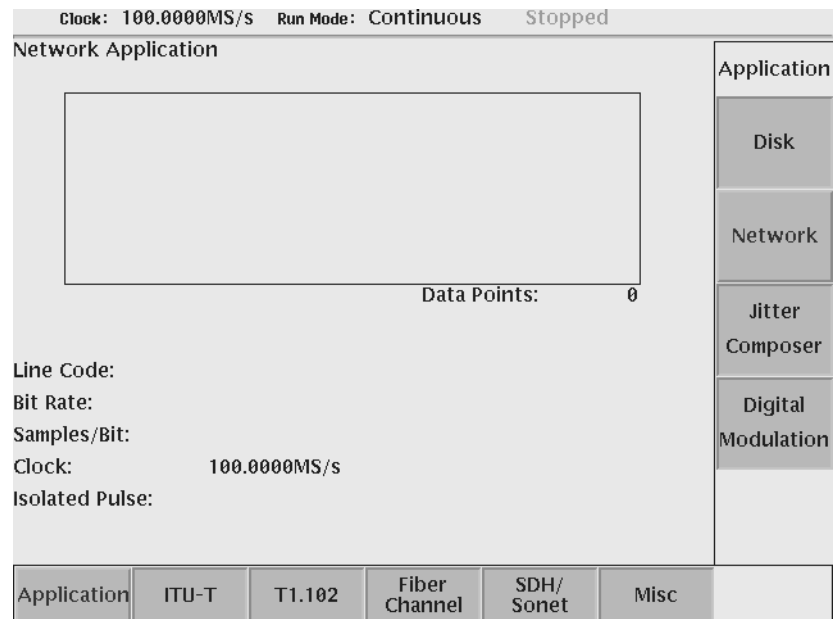 Clock: 100.0000MS/s Run Mode: Continuous Stopped
Network Application
Application
Disk
Network
Data Points: 0
Jitter
Composer
Line Code:
Bit Rate:
Digital
Modulation
Samples/Bit:
Clock: 100.0000MS/s
Isolated Pulse:
Application
ITU-T
T1.102
Fiber
Channel
SDH/
Sonet
Misc